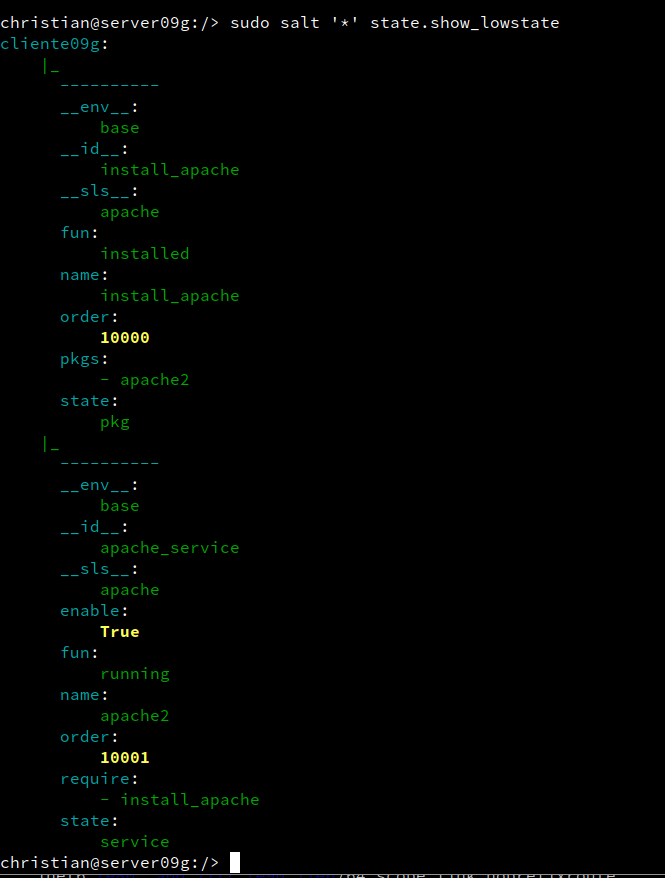 christian@server09g:/> sudo salt '*' state.show_lowstate
cliente09g:
    |_
      ----------
      __env__:
          base
      __id__:
          install_apache
      __sls__:
          apache
      fun:
          installed
      name:
          install_apache
      order:
          10000
      pkgs:
          - apache2
      state:
          pkg
    |_
      ----------
      __env__:
          base
      __id__:
          apache_service
      __sls__:
          apache
      enable:
          True
      fun:
          running
      name:
          apache2
      order:
          10001
      require:
          - install_apache
      state:
          service
christian@server09g:/>